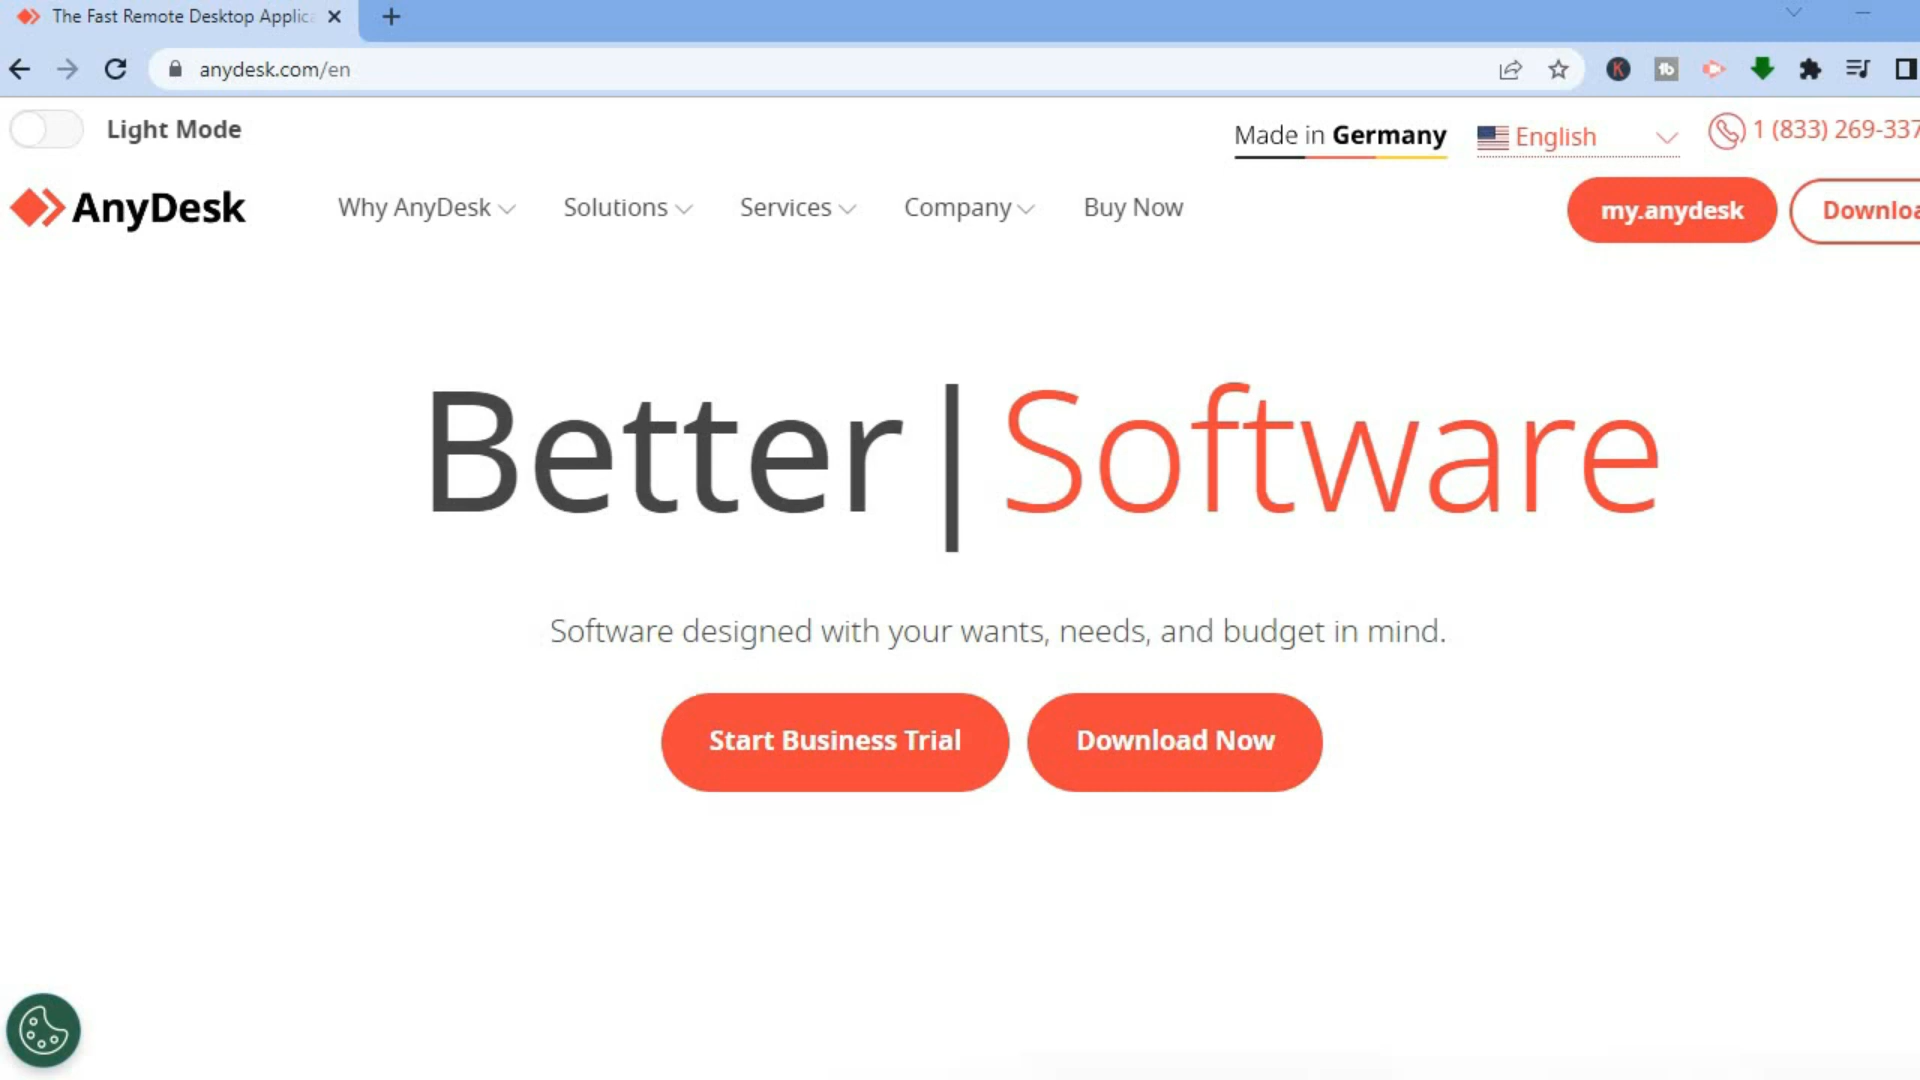 The Fast Remote Desktop Applic
anydesk.com/en
Light Mode
Made in Germany
English
1 (833) 269-337
AnyDesk
Why AnyDesk
Solutions
Services
Company
Buy Now
my.anydesk
Downloa
Better|Software
Software designed with your wants, needs, and budget in mind.
Start Business Trial
Download Now